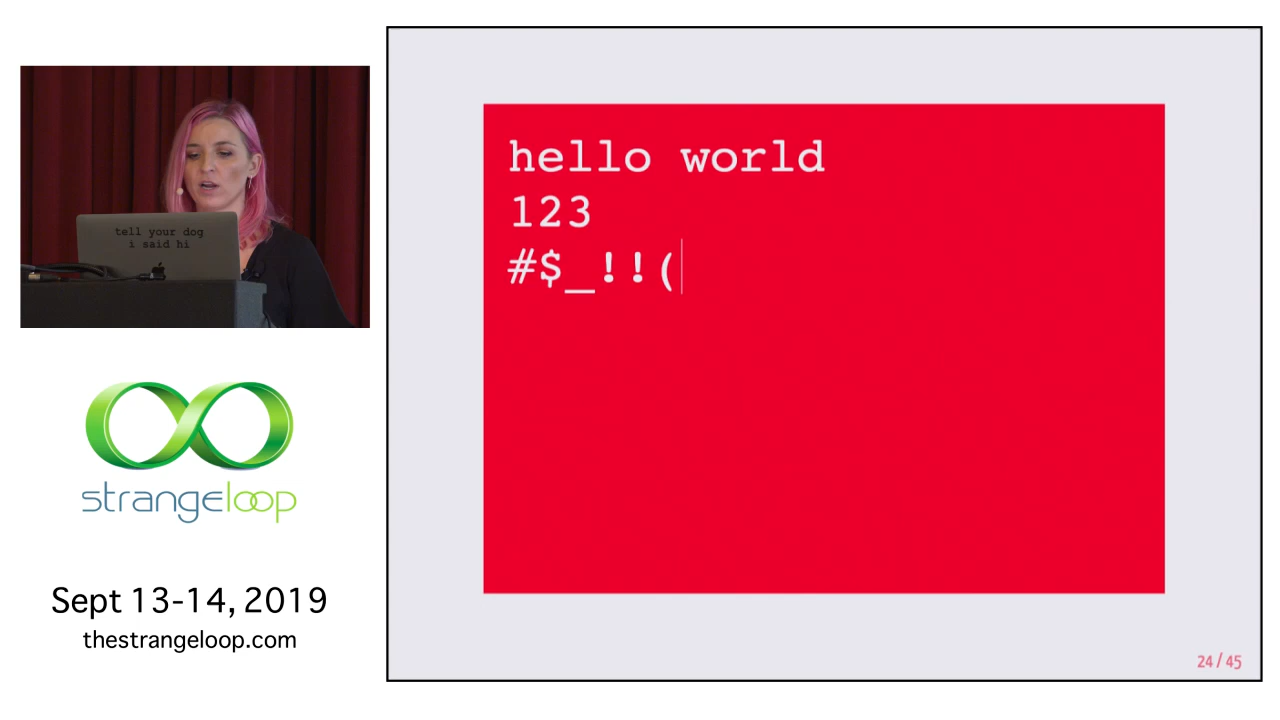 tell your dog
i said hi
strangeloop
Sept 13-14, 2019
thestrangeloop.com
hello world
123
#$_!!(
24/45